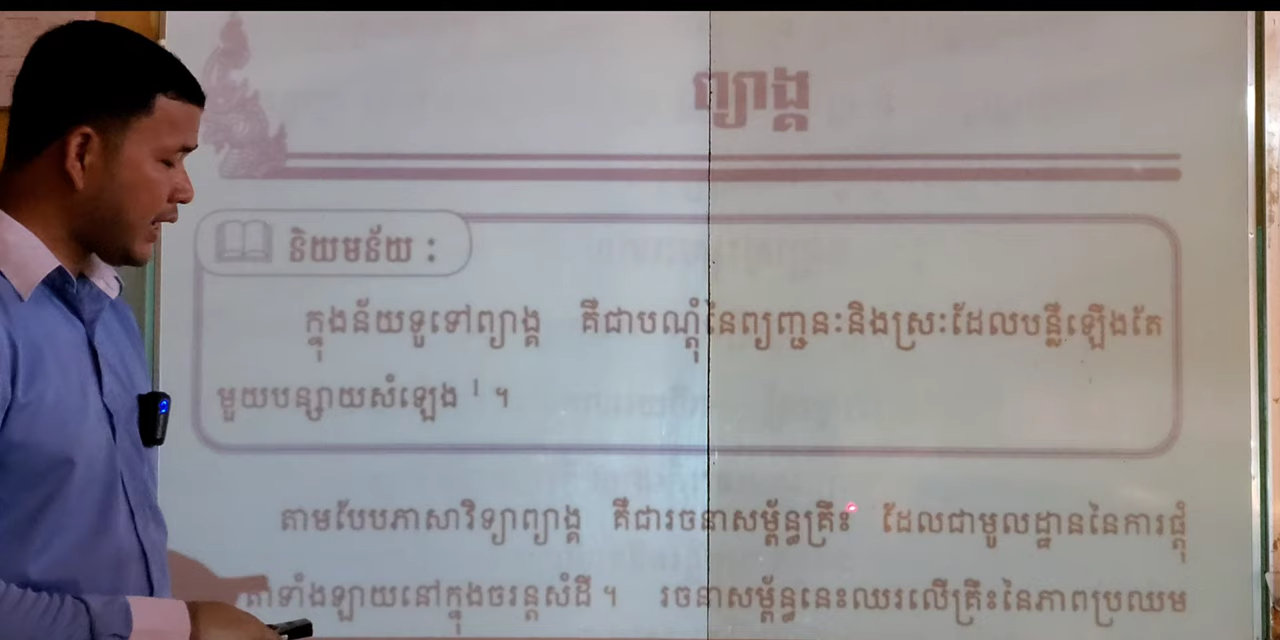 ព្យាង្គ
និយមន័យ ៖
ក្នុងន័យទូទៅព្យាង្គ គឺជាបណ្តុំនៃព្យញ្ជនៈនិងស្រៈដែលបន្លឺឡើងតែ
មួយបន្សាយសំឡេង 1 ។
តាមបែបភាសាវិទ្យាព្យាង្គ គឺជារចនាសម្ព័ន្ធគ្រឹះ ដែលជាមូលដ្ឋាននៃការផ្តុំ
តាទាំងឡាយនៅក្នុងចរន្តសំដី ។ រចនាសម្ព័ន្ធនេះឈរលើគ្រឹះនៃភាពប្រឈម